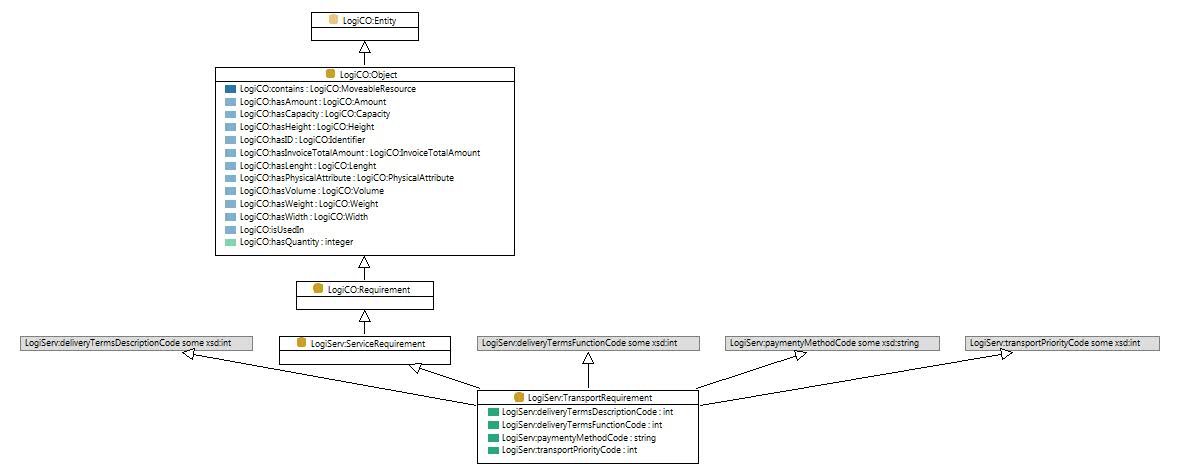 LogiCO:Entity
LogiCO:Object
LogiCO:contains : LogiCO:MoveableResource
LogiCO:hasAmount : LogiCO:Amount
LogiCO:hasCapacity : LogiCO:Capacity
LogiCO:hasHeight : LogiCO:Height
LogiCO:hasID : LogiCO:Identifier
LogiCO:hasInvoiceTotalAmount : LogiCO:InvoiceTotalAmount
LogiCO:hasLenght : LogiCO:Lenght
LogiCO:hasPhysicalAttribute : LogiCO:PhysicalAttribute
LogiCO:hasVolume : LogiCO:Volume
LogiCO:hasWeight : LogiCO:Weight
LogiCO:hasWidth : LogiCO:Width
LogiCO:isUsedIn
LogiCO:hasQuantity : integer
LogiCO:Requirement
LogiServ:deliveryTermsDescriptionCode some xsd:int
LogiServ:ServiceRequirement
LogiServ:deliveryTermsFunctionCode some xsd:int
LogiServ:paymentyMethodCode some xsd:string
LogiServ:transportPriorityCode some xsd:int
LogiServ:TransportRequirement
LogiServ:deliveryTermsDescriptionCode : int
LogiServ:deliveryTermsFunctionCode : int
LogiServ:paymentyMethodCode : string
LogiServ:transportPriorityCode : int